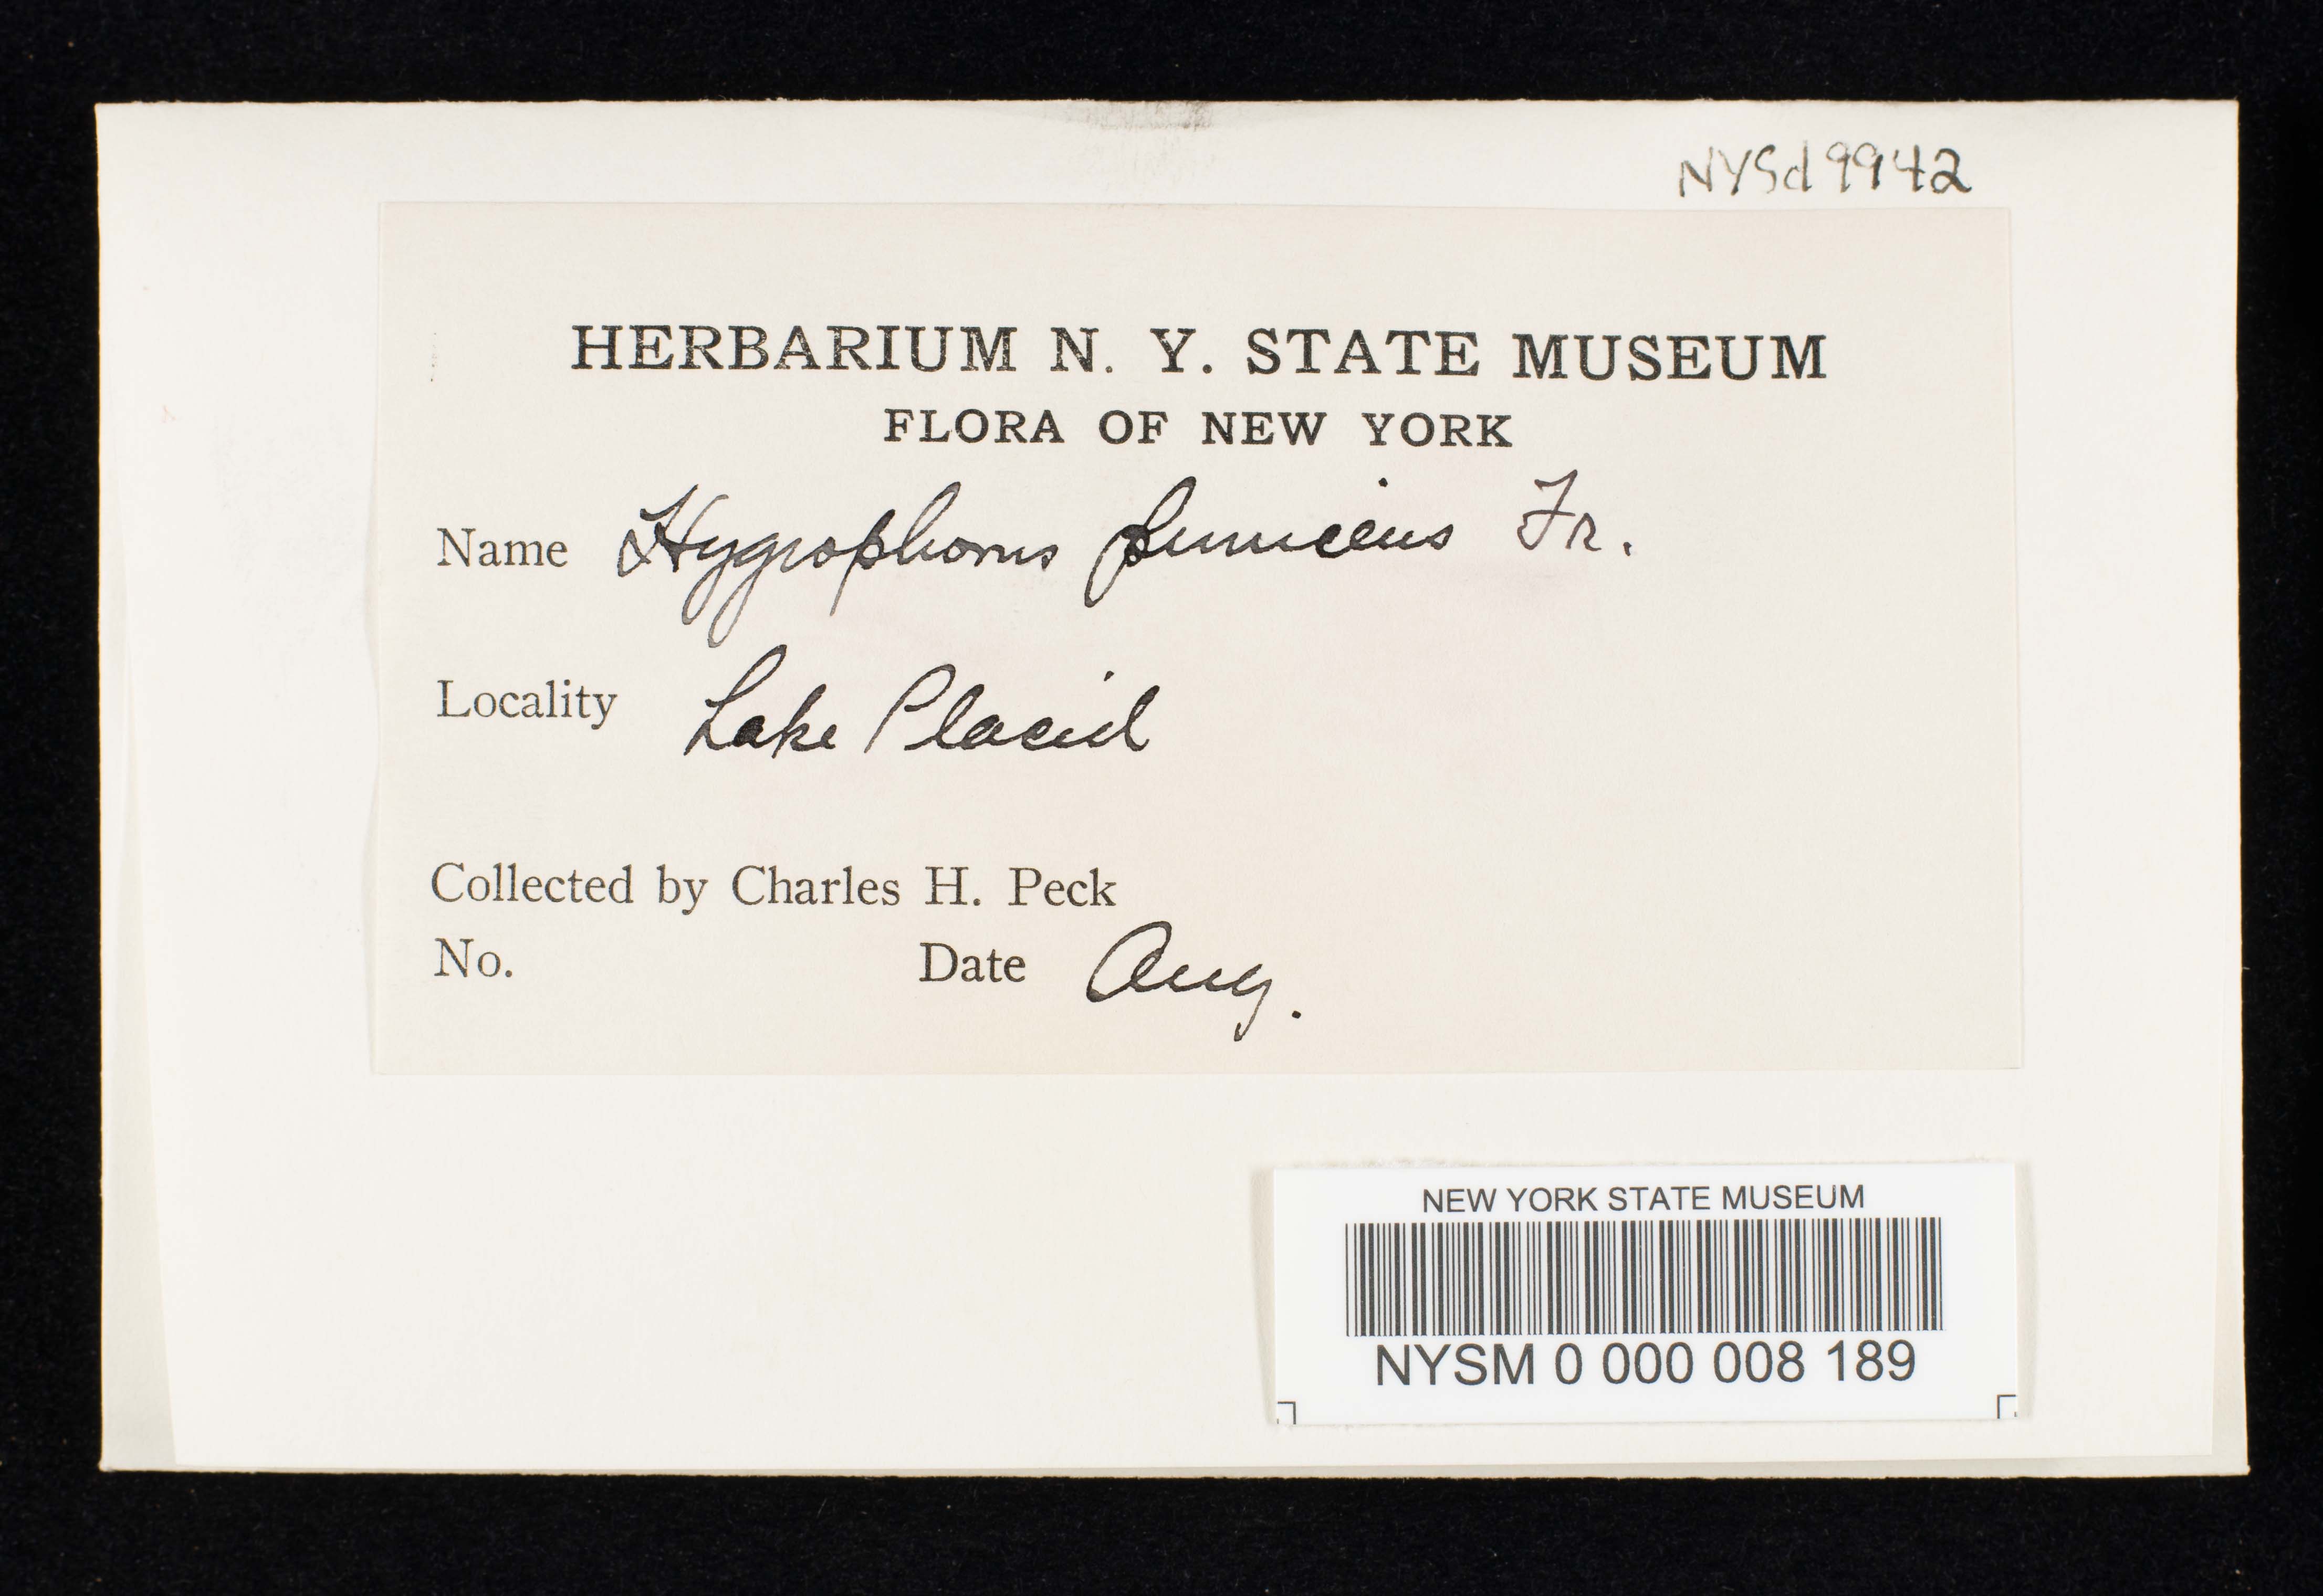 NYSd 9942
HERBARIUM N. Y. STATE MUSEUM
FLORA OF NEW YORK
Name Hygrophorus puniceus Fr.
Locality Lake Placid
Collected by Charles H. Peck
No. Date Aug.
NEW YORK STATE MUSEUM
NYSM 0 000 008 189